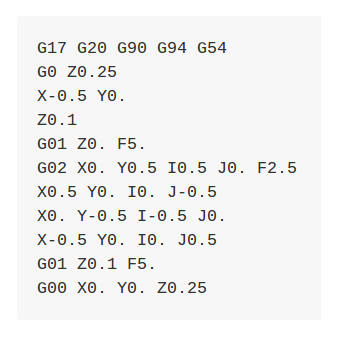 G17 G20 G90 G94 G54
G0 Z0.25
X-0.5 Y0.
Z0.1
G01 Z0. F5.
G02 X0. Y0.5 I0.5 J0. F2.5
X0.5 Y0. I0. J-0.5
X0. Y-0.5 I-0.5 J0.
X-0.5 Y0. I0. J0.5
G01 Z0.1 F5.
G00 X0. Y0. Z0.25